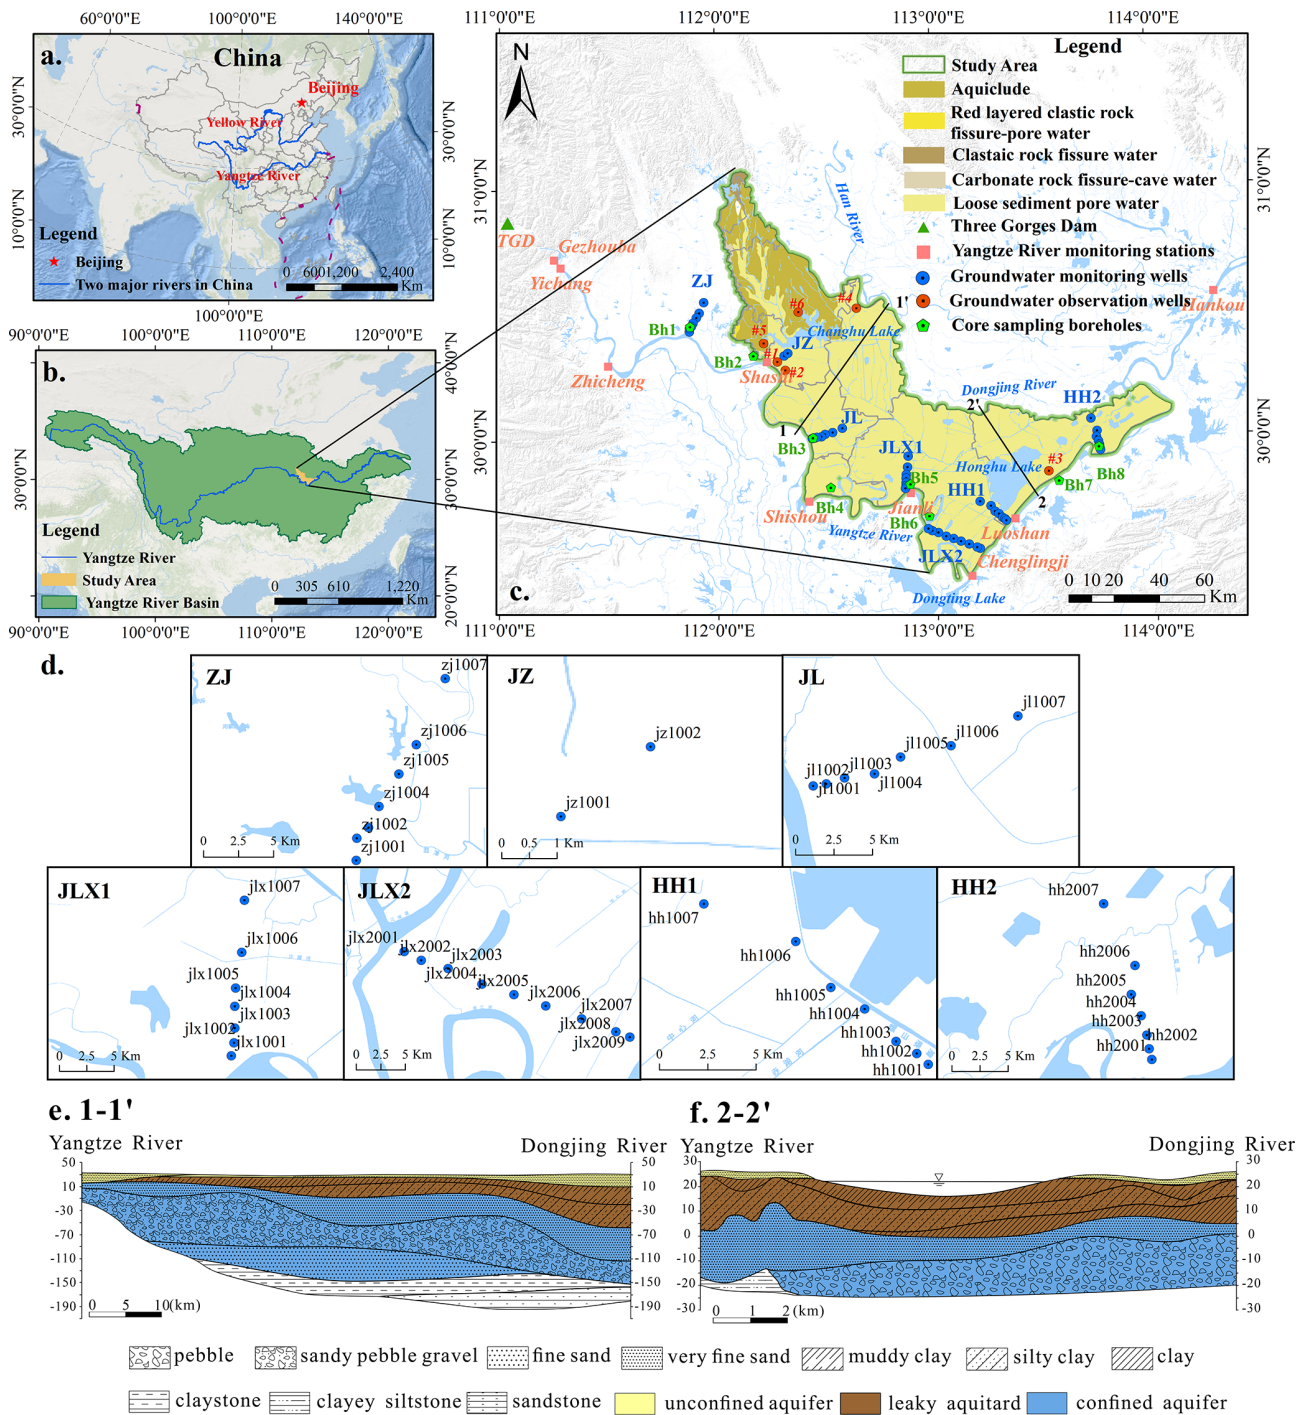 60°0'0"E 100°0'0"E 140°0'0"E
a.
China
Beijing
Yellow River
Yangtze River
Legend
Beijing
Two major rivers in China
0 600 1,200 2,400
Km
30°0'0"N
10°0'0"N
30°0'0"N
10°0'0"N
100°0'0"E
90°0'0"E 110°0'0"E 120°0'0"E
b.
Legend
Yangtze River
Study Area
Yangtze River Basin
0 305 610 1,220
Km
30°0'0"N
40°0'0"N
30°0'0"N
20°0'0"N
90°0'0"E 100°0'0"E 110°0'0"E 120°0'0"E
111°0'0"E 112°0'0"E 113°0'0"E 114°0'0"E
N
Legend
Study Area
Aquiclude
Red layered clastic rock
fissure-pore water
Clastaic rock fissure water
Carbonate rock fissure-cave water
Loose sediment pore water
Three Gorges Dam
Yangtze River monitoring stations
Groundwater monitoring wells
Groundwater observation wells
Core sampling boreholes
31°0'0"N
30°0'0"N
31°0'0"N
30°0'0"N
Han River
TGD
Gezhouba
Yichang
Hankou
ZJ
#6
#4
1'
Bh1
#5
Changhu Lake
JZ
Bh2
#1
#2
Shashi
Zhicheng
Dongjing River
2'
HH2
1
JL
Bh3
JLX1
#3
Honghu Lake
Bh8
Bh5
Bh7
Bh4
HH1
2
Shishou
Jianli
Bh6
Luoshan
Yangtze River
JLX2
Chenglingji
Dongting Lake
c.
0 10 20 40 60
Km
111°0'0"E 112°0'0"E 113°0'0"E 114°0'0"E
d.
ZJ
zj1007
zj1006
zj1005
zj1004
zj1002
zj1001
0 2.5 5 Km
JZ
jz1002
jz1001
0 0.5 1 Km
JL
jl1007
jl1006
jl1005
jl1003
jl1002
jl1004
jl1001
0 2.5 5 Km
JLX1
jlx1007
jlx1006
jlx1005
jlx1004
jlx1003
jlx1002
jlx1001
0 2.5 5 Km
JLX2
jlx2001
jlx2002
jlx2003
jlx2004
jlx2005
jlx2006
jlx2007
jlx2008
jlx2009
0 2.5 5 Km
HH1
hh1007
hh1006
hh1005
hh1004
hh1003
hh1002
hh1001
0 2.5 5 Km
HH2
hh2007
hh2006
hh2005
hh2004
hh2003
hh2002
hh2001
0 2.5 5 Km
e. 1-1'
Yangtze River Dongjing River
50 50
10 10
-30 -30
-70 -70
-110 -110
-150 -150
-190 -190
0 5 10(km)
f. 2-2'
Yangtze River Dongjing River
30 30
20 20
10 10
0 0
-10 -10
-20 -20
-30 -30
0 1 2(km)
pebble sandy pebble gravel fine sand very fine sand muddy clay silty clay clay
claystone clayey siltstone sandstone unconfined aquifer leaky aquitard confined aquifer